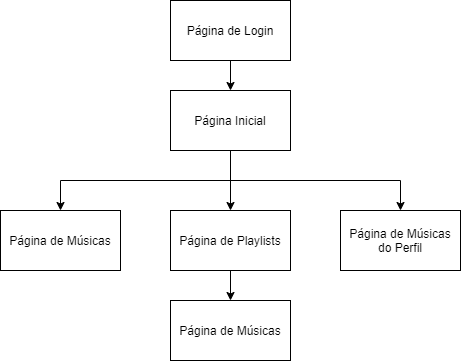 Página de Login
Página Inicial
Página de Músicas
Página de Playlists
Página de Músicas
do Perfil
Página de Músicas